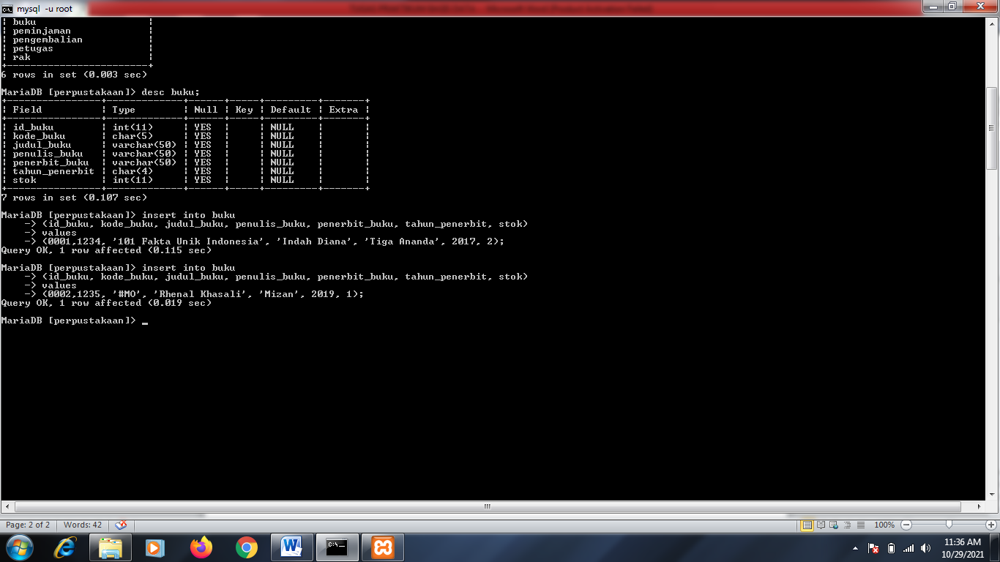 mysql -u root
| buku |
| peminjaman |
| pengembalian |
| petugas |
| rak |
+------------------------+
6 rows in set (0.003 sec)
MariaDB [perpustakaan]> desc buku;
+----------------+-------------+------+-----+---------+-------+
| Field | Type | Null | Key | Default | Extra |
+----------------+-------------+------+-----+---------+-------+
| id_buku | int(11) | YES | | NULL | |
| kode_buku | char(5) | YES | | NULL | |
| judul_buku | varchar(50) | YES | | NULL | |
| penulis_buku | varchar(50) | YES | | NULL | |
| penerbit_buku | varchar(50) | YES | | NULL | |
| tahun_penerbit | char(4) | YES | | NULL | |
| stok | int(11) | YES | | NULL | |
+----------------+-------------+------+-----+---------+-------+
7 rows in set (0.107 sec)
MariaDB [perpustakaan]> insert into buku
-> (id_buku, kode_buku, judul_buku, penulis_buku, penerbit_buku, tahun_penerbit, stok)
-> values
-> (0001,1234, '101 Fakta Unik Indonesia', 'Indah Diana', 'Tiga Ananda', 2017, 2);
Query OK, 1 row affected (0.115 sec)
MariaDB [perpustakaan]> insert into buku
-> (id_buku, kode_buku, judul_buku, penulis_buku, penerbit_buku, tahun_penerbit, stok)
-> values
-> (0002,1235, '#MO', 'Rhenal Khasali', 'Mizan', 2019, 1);
Query OK, 1 row affected (0.019 sec)
MariaDB [perpustakaan]> _
Page: 2 of 2 Words: 42 100%
11:36 AM
10/29/2021